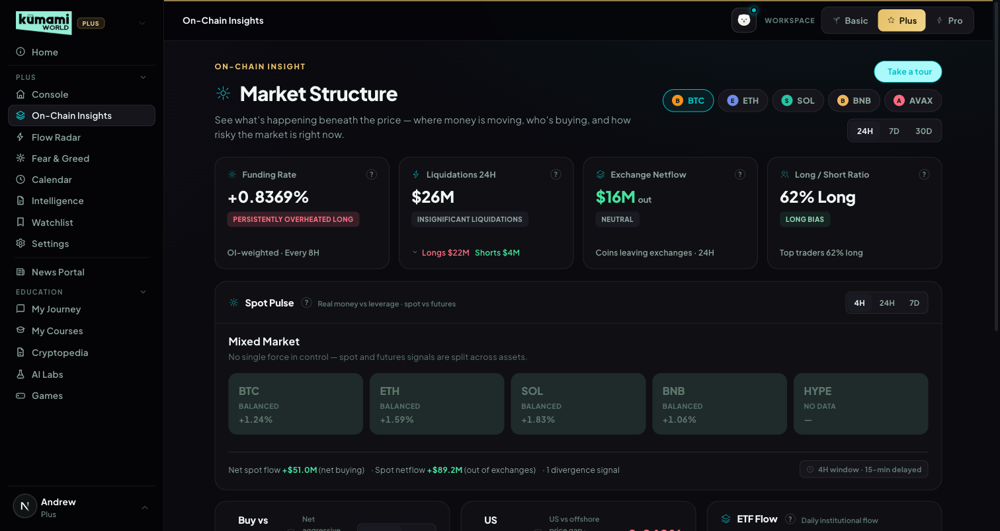 kūmami
WORLD
PLUS
Home
PLUS
Console
On-Chain Insights
Flow Radar
Fear & Greed
Calendar
Intelligence
Watchlist
Settings
News Portal
EDUCATION
My Journey
My Courses
Cryptopedia
AI Labs
Games
N
Andrew
Plus
On-Chain Insights
WORKSPACE
Basic
Plus
Pro
ON-CHAIN INSIGHT
Take a tour
Market Structure
See what's happening beneath the price — where money is moving, who's buying, and how
risky the market is right now.
B BTC
E ETH
S SOL
B BNB
A AVAX
24H 7D 30D
Funding Rate ?
+0.8369%
PERSISTENTLY OVERHEATED LONG
OI-weighted · Every 8H
Liquidations 24H ?
$26M
INSIGNIFICANT LIQUIDATIONS
Longs $22M Shorts $4M
Exchange Netflow ?
$16M out
NEUTRAL
Coins leaving exchanges · 24H
Long / Short Ratio ?
62% Long
LONG BIAS
Top traders 62% long
Spot Pulse ? Real money vs leverage · spot vs futures
4H 24H 7D
Mixed Market
No single force in control — spot and futures signals are split across assets.
BTC
BALANCED
+1.24%
ETH
BALANCED
+1.59%
SOL
BALANCED
+1.83%
BNB
BALANCED
+1.06%
HYPE
NO DATA
—
Net spot flow +$51.0M (net buying) · Spot netflow +$89.2M (out of exchanges) · 1 divergence signal
4H window · 15-min delayed
Buy vs
Net
aggressive
US
US vs offshore
price gap ·
ETF Flow ? Daily institutional flow